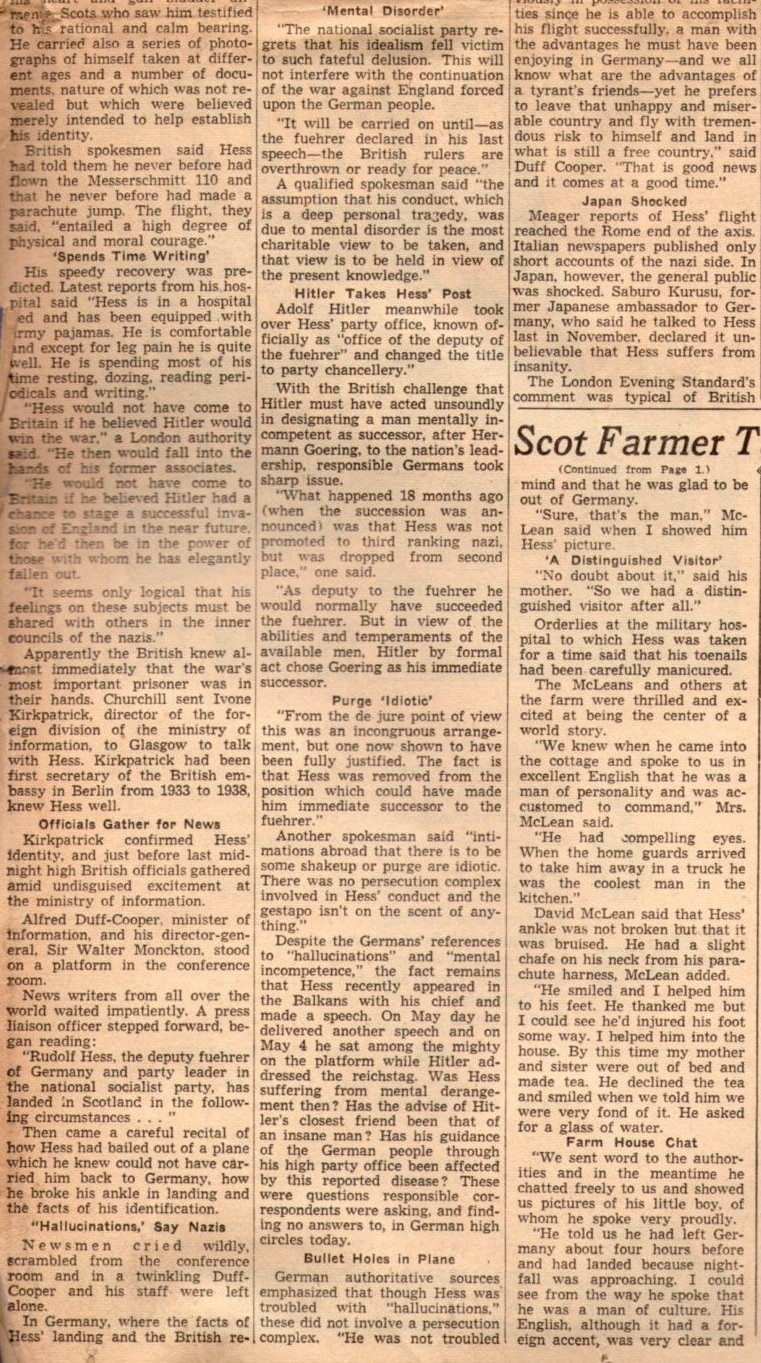 his heart and gall bladder
ment. Scots who saw him testified
to his rational and calm bearing.
He carried also a series of photo-
graphs of himself taken at differ-
ent ages and a number of docu-
ments, nature of which was not re-
vealed but which were believed
merely intended to help establish
his identity.
British spokesmen said Hess
had told them he never before had
flown the Messerschmitt 110 and
that he never before had made a
parachute jump. The flight, they
said, "entailed a high degree of
physical and moral courage."
'Spends Time Writing'
His speedy recovery was pre-
dicted. Latest reports from his hos-
pital said "Hess is in a hospital
ed and has been equipped with
rmy pajamas. He is comfortable
and except for leg pain he is quite
well. He is spending most of his
time resting, dozing, reading peri-
odicals and writing."
"Hess would not have come to
Britain if he believed Hitler would
win the war," a London authority
said. "He then would fall into the
hands of his former associates.
"He would not have come to
Britain if he believed Hitler had a
chance to stage a successful inva-
sion of England in the near future,
for he'd then be in the power of
those with whom he has elegantly
fallen out.
"It seems only logical that his
feelings on these subjects must be
shared with others in the inner
councils of the nazis."
Apparently the British knew al-
most immediately that the war's
most important prisoner was in
their hands. Churchill sent Ivone
Kirkpatrick, director of the for-
eign division of the ministry of
information, to Glasgow to talk
with Hess. Kirkpatrick had been
first secretary of the British em-
bassy in Berlin from 1933 to 1938,
knew Hess well.
Officials Gather for News
Kirkpatrick confirmed Hess'
identity, and just before last mid-
night high British officials gathered
amid undisguised excitement at
the ministry of information.
Alfred Duff-Cooper, minister of
information, and his director-gen-
eral, Sir Walter Monckton, stood
on a platform in the conference
room.
News writers from all over the
world waited impatiently. A press
liaison officer stepped forward, be-
gan reading:
"Rudolf Hess, the deputy fuehrer
of Germany and party leader in
the national socialist party, has
landed in Scotland in the follow-
ing circumstances . . . "
Then came a careful recital of
how Hess had bailed out of a plane
which he knew could not have car-
ried him back to Germany, how
he broke his ankle in landing and
the facts of his identification.
"Hallucinations,' Say Nazis
Newsmen cried wildly,
scrambled from the conference
room and in a twinkling Duff-
Cooper and his staff were left
alone.
In Germany, where the facts of
Hess' landing and the British re-
'Mental Disorder'
"The national socialist party re-
grets that his idealism fell victim
to such fateful delusion. This will
not interfere with the continuation
of the war against England forced
upon the German people.
"It will be carried on until—as
the fuehrer declared in his last
speech—the British rulers are
overthrown or ready for peace."
A qualified spokesman said "the
assumption that his conduct, which
is a deep personal tragedy, was
due to mental disorder is the most
charitable view to be taken, and
that view is to be held in view of
the present knowledge."
Hitler Takes Hess' Post
Adolf Hitler meanwhile took
over Hess' party office, known of-
ficially as "office of the deputy of
the fuehrer" and changed the title
to party chancellery."
With the British challenge that
Hitler must have acted unsoundly
in designating a man mentally in-
competent as successor, after Her-
mann Goering, to the nation's lead-
ership, responsible Germans took
sharp issue.
"What happened 18 months ago
(when the succession was an-
nounced) was that Hess was not
promoted to third ranking nazi,
but was dropped from second
place," one said.
"As deputy to the fuehrer he
would normally have succeeded
the fuehrer. But in view of the
abilities and temperaments of the
available men, Hitler by formal
act chose Goering as his immediate
successor.
Purge 'Idiotic'
"From the de jure point of view
this was an incongruous arrange-
ment, but one now shown to have
been fully justified. The fact is
that Hess was removed from the
position which could have made
him immediate successor to the
fuehrer."
Another spokesman said "inti-
mations abroad that there is to be
some shakeup or purge are idiotic.
There was no persecution complex
involved in Hess' conduct and the
gestapo isn't on the scent of any-
thing."
Despite the Germans' references
to "hallucinations" and "mental
incompetence," the fact remains
that Hess recently appeared in
the Balkans with his chief and
made a speech. On May day he
delivered another speech and on
May 4 he sat among the mighty
on the platform while Hitler ad-
dressed the reichstag. Was Hess
suffering from mental derange-
ment then? Has the advise of Hit-
ler's closest friend been that of
an insane man? Has his guidance
of the German people through
his high party office been affected
by this reported disease? These
were questions responsible cor-
respondents were asking, and find-
ing no answers to, in German high
circles today.
Bullet Holes in Plane
German authoritative sources
emphasized that though Hess was
troubled with "hallucinations,"
these did not involve a persecution
complex. "He was not troubled
viously in possession of his facul-
ties since he is able to accomplish
his flight successfully, a man with
the advantages he must have been
enjoying in Germany—and we all
know what are the advantages of
a tyrant's friends—yet he prefers
to leave that unhappy and miser-
able country and fly with tremen-
dous risk to himself and land in
what is still a free country," said
Duff Cooper. "That is good news
and it comes at a good time."
Japan Shocked
Meager reports of Hess' flight
reached the Rome end of the axis.
Italian newspapers published only
short accounts of the nazi side. In
Japan, however, the general public
was shocked. Saburo Kurusu, for-
mer Japanese ambassador to Ger-
many, who said he talked to Hess
last in November, declared it un-
believable that Hess suffers from
insanity.
The London Evening Standard's
comment was typical of British
Scot Farmer T
(Continued from Page 1.)
mind and that he was glad to be
out of Germany.
"Sure, that's the man," Mc-
Lean said when I showed him
Hess' picture.
'A Distinguished Visitor'
"No doubt about it," said his
mother. "So we had a distin-
guished visitor after all."
Orderlies at the military hos-
pital to which Hess was taken
for a time said that his toenails
had been carefully manicured.
The McLeans and others at
the farm were thrilled and ex-
cited at being the center of a
world story.
"We knew when he came into
the cottage and spoke to us in
excellent English that he was a
man of personality and was ac-
customed to command," Mrs.
McLean said.
"He had compelling eyes.
When the home guards arrived
to take him away in a truck he
was the coolest man in the
kitchen."
David McLean said that Hess'
ankle was not broken but that it
was bruised. He had a slight
chafe on his neck from his para-
chute harness, McLean added.
"He smiled and I helped him
to his feet. He thanked me but
I could see he'd injured his foot
some way. I helped him into the
house. By this time my mother
and sister were out of bed and
made tea. He declined the tea
and smiled when we told him we
were very fond of it. He asked
for a glass of water.
Farm House Chat
"We sent word to the author-
ities and in the meantime he
chatted freely to us and showed
us pictures of his little boy, of
whom he spoke very proudly.
"He told us he had left Ger-
many about four hours before
and had landed because night-
fall was approaching. I could
see from the way he spoke that
he was a man of culture. His
English, although it had a for-
eign accent, was very clear and